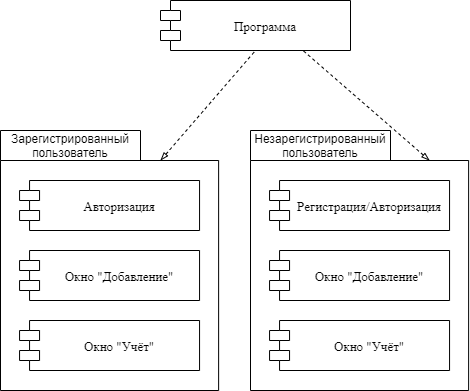 Программа
Зарегистрированный
пользователь
Незарегистрированный
пользователь
Авторизация
Регистрация/Авторизация
Окно "Добавление"
Окно "Добавление"
Окно "Учёт"
Окно "Учёт"